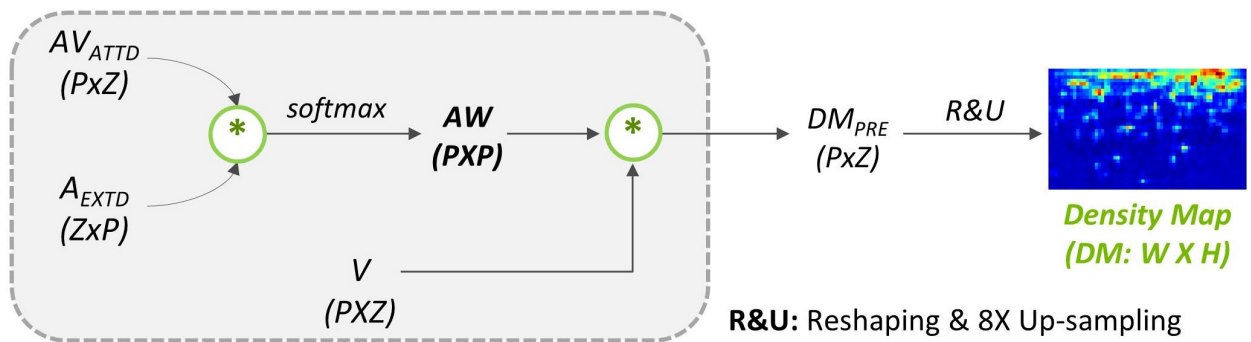 AV_ATTD
(PxZ)
*
softmax
AW
(PXP)
*
DM_PRE
(PxZ)
R&U
A_EXTD
(ZxP)
V
(PXZ)
Density Map
(DM: W X H)
R&U: Reshaping & 8X Up-sampling